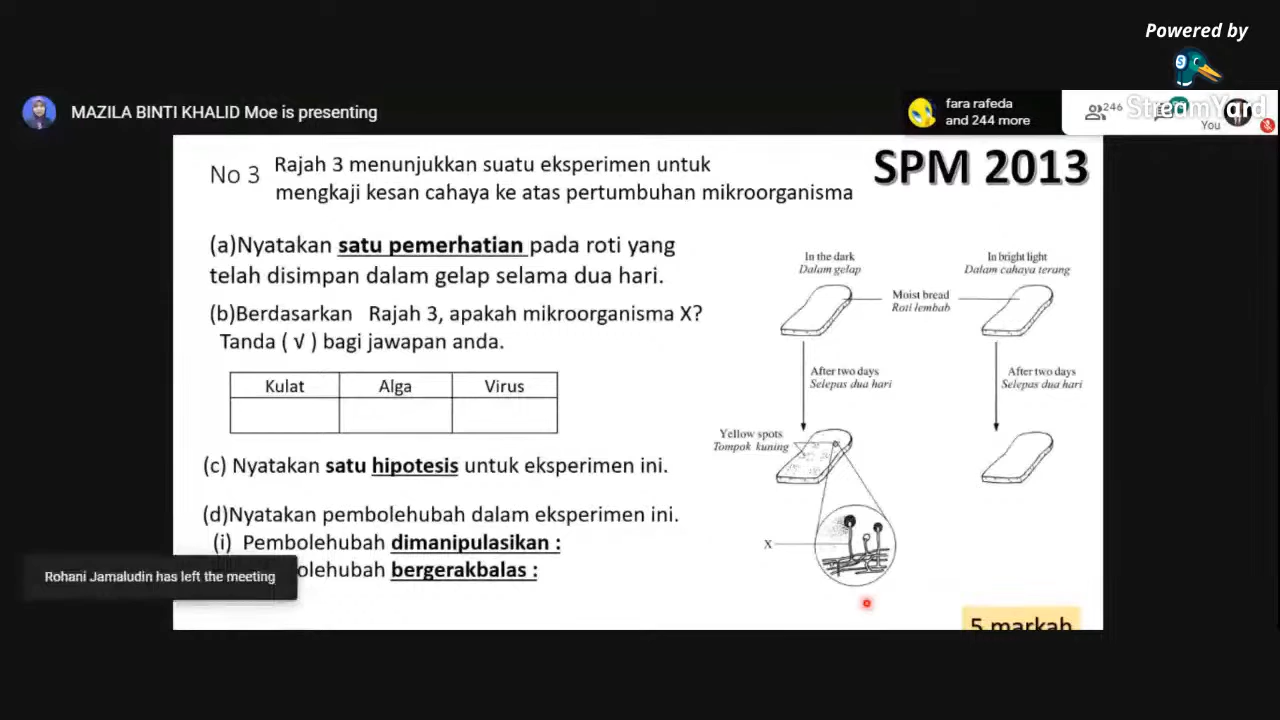 Powered by
StreamYard
MAZILA BINTI KHALID Moe is presenting
fara rafeda
and 244 more
246
You
No 3
Rajah 3 menunjukkan suatu eksperimen untuk
mengkaji kesan cahaya ke atas pertumbuhan mikroorganisma
SPM 2013
(a)Nyatakan satu pemerhatian pada roti yang
telah disimpan dalam gelap selama dua hari.
(b)Berdasarkan Rajah 3, apakah mikroorganisma X?
Tanda ( √ ) bagi jawapan anda.
Kulat Alga Virus
(c) Nyatakan satu hipotesis untuk eksperimen ini.
(d)Nyatakan pembolehubah dalam eksperimen ini.
(i) Pembolehubah dimanipulasikan :
olehubah bergerakbalas :
Rohani Jamaludin has left the meeting
In the dark
Dalam gelap
In bright light
Dalam cahaya terang
Moist bread
Roti lembab
After two days
Selepas dua hari
After two days
Selepas dua hari
Yellow spots
Tompok kuning
X
5 markah